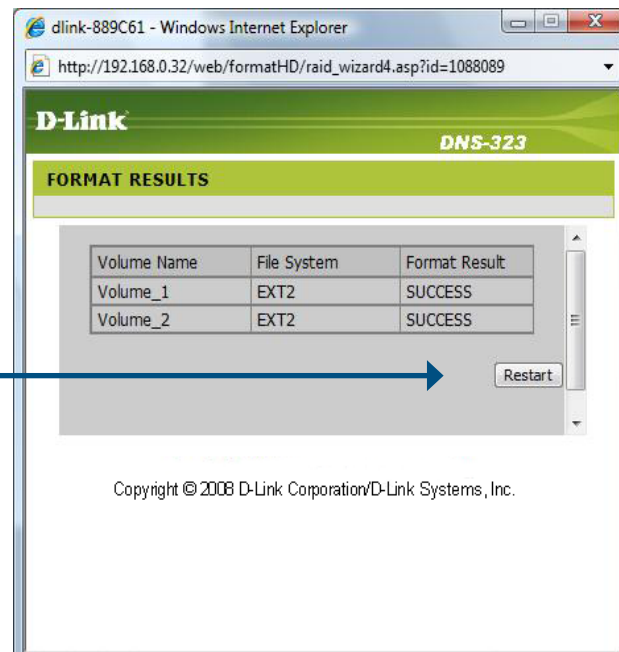 dlink-889C61 - Windows Internet Explorer
http://192.168.0.32/web/formatHD/raid_wizard4.asp?id=1088089
D-Link
DNS-323
FORMAT RESULTS
Volume Name File System Format Result
Volume_1 EXT2 SUCCESS
Volume_2 EXT2 SUCCESS
Restart
Copyright © 2008 D-Link Corporation/D-Link Systems, Inc.